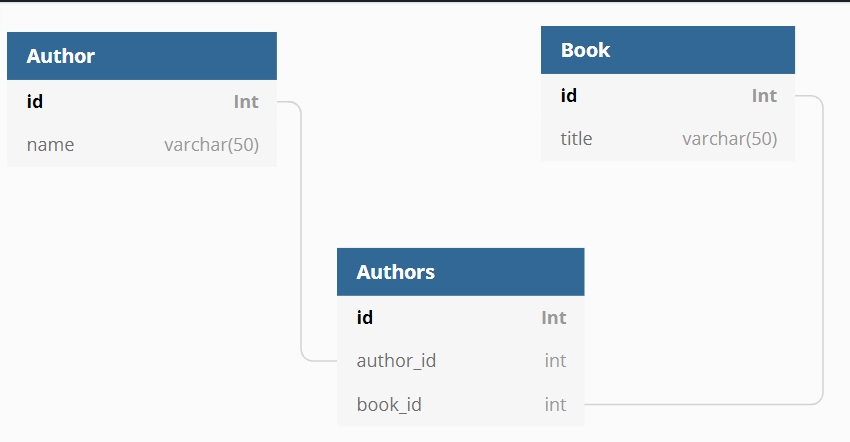 Author
id Int
name varchar(50)
Book
id Int
title varchar(50)
Authors
id Int
author_id int
book_id int